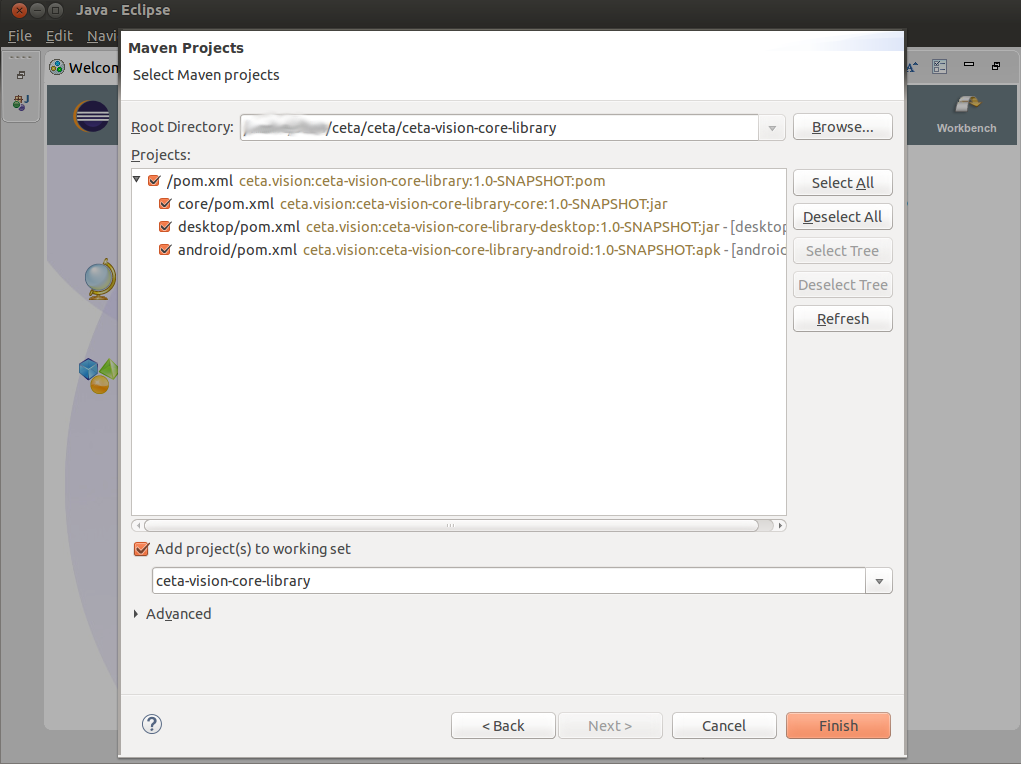 Java - Eclipse
File Edit Navi
Welcom
Workbench
Maven Projects
Select Maven projects
Root Directory: /ceta/ceta/ceta-vision-core-library Browse...
Projects:
/pom.xml ceta.vision:ceta-vision-core-library:1.0-SNAPSHOT:pom
core/pom.xml ceta.vision:ceta-vision-core-library-core:1.0-SNAPSHOT:jar
desktop/pom.xml ceta.vision:ceta-vision-core-library-desktop:1.0-SNAPSHOT:jar - [desktop
android/pom.xml ceta.vision:ceta-vision-core-library-android:1.0-SNAPSHOT:apk - [android
Select All
Deselect All
Select Tree
Deselect Tree
Refresh
Add project(s) to working set
ceta-vision-core-library
Advanced
? < Back Next > Cancel Finish